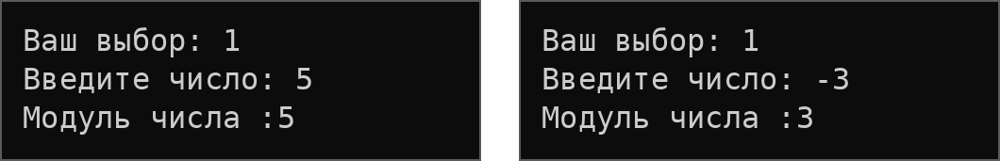 Ваш выбор: 1
Введите число: 5
Модуль числа :5
Ваш выбор: 1
Введите число: -3
Модуль числа :3